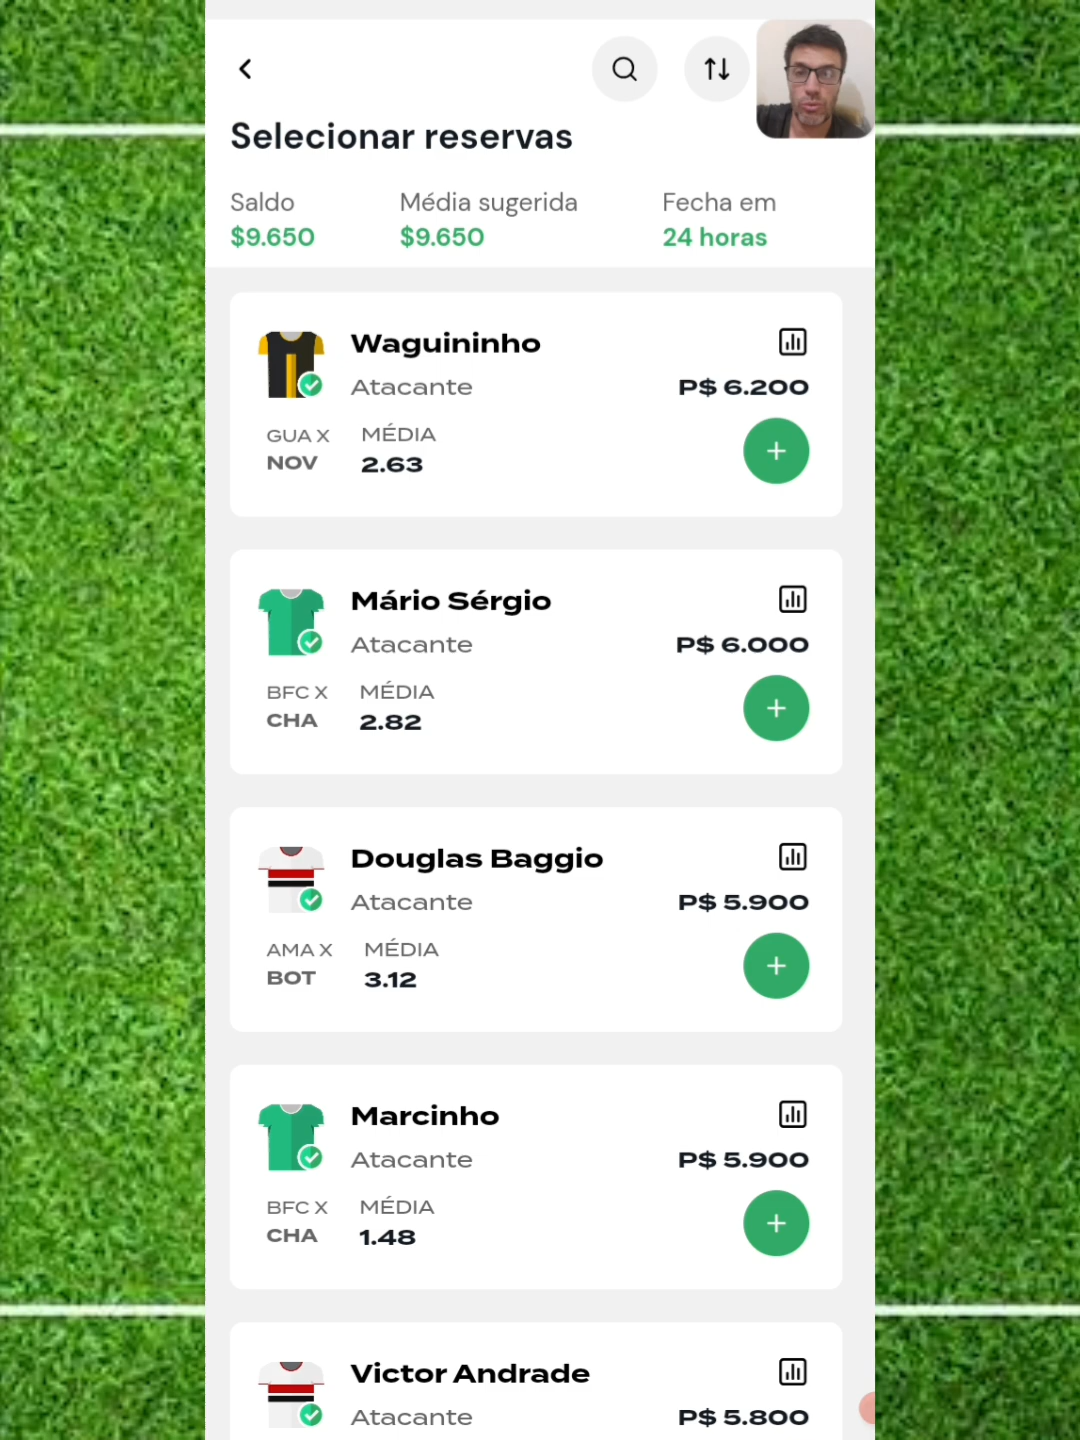 Selecionar reservas
Saldo Média sugerida Fecha em
$9.650 $9.650 24 horas
Waguininho
Atacante P$ 6.200
GUA X MÉDIA
NOV 2.63
Mário Sérgio
Atacante P$ 6.000
BFC X MÉDIA
CHA 2.82
Douglas Baggio
Atacante P$ 5.900
AMA X MÉDIA
BOT 3.12
Marcinho
Atacante P$ 5.900
BFC X MÉDIA
CHA 1.48
Victor Andrade
Atacante P$ 5.800